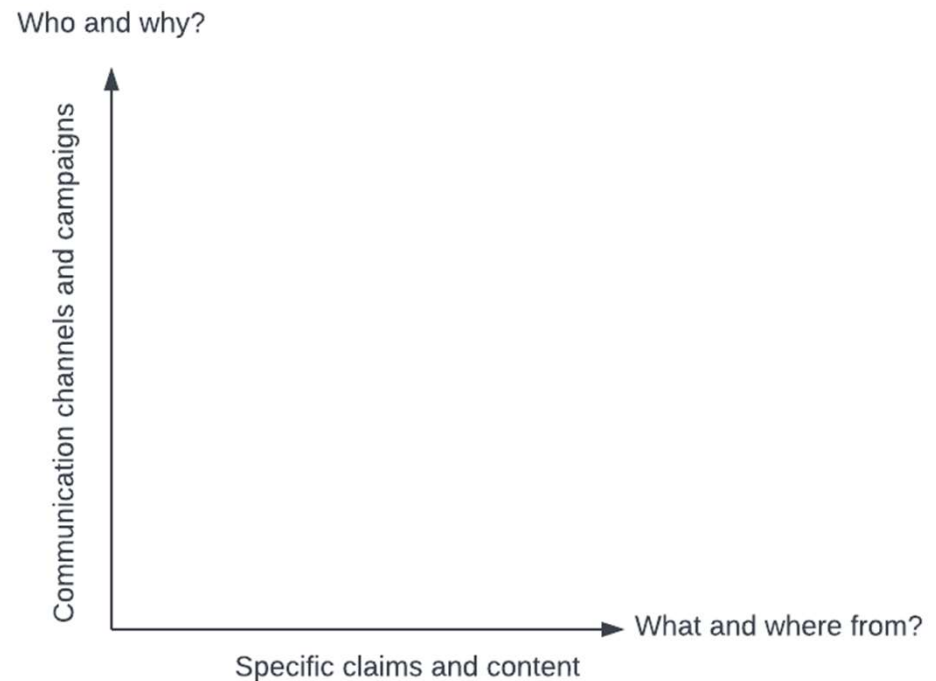 Who and why?
Communication channels and campaigns
What and where from?
Specific claims and content